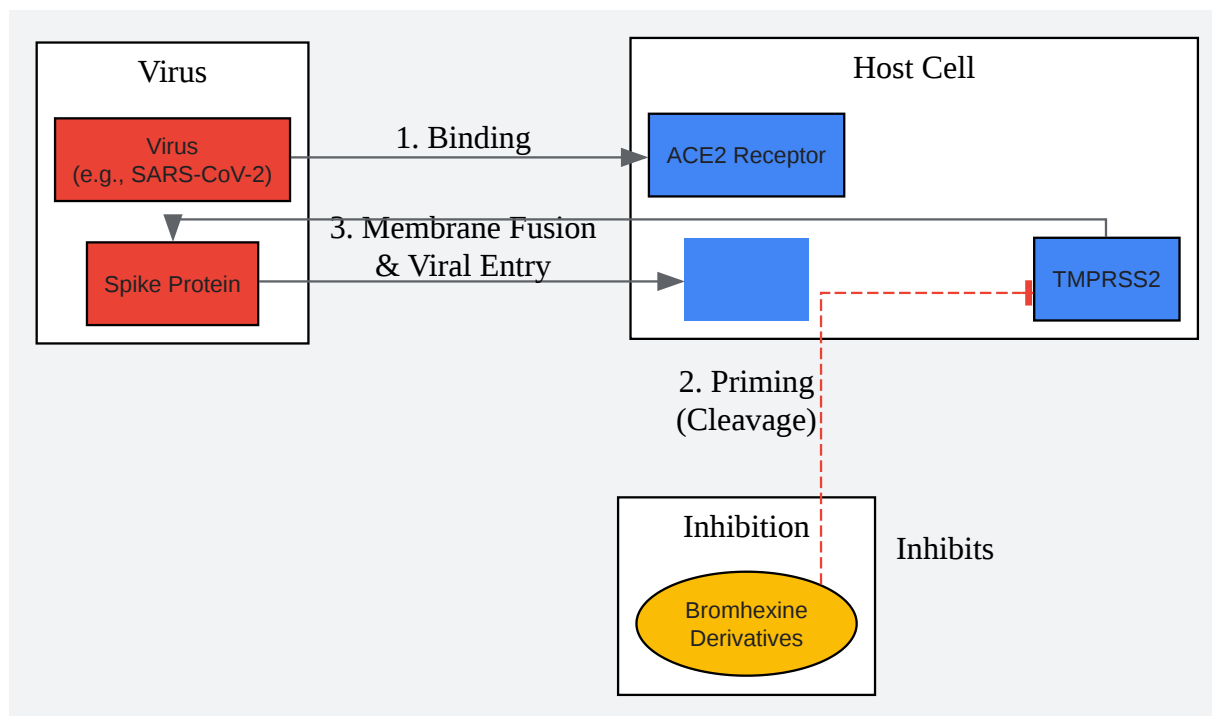 Virus
Host Cell
Virus
(e.g., SARS-CoV-2)
1. Binding
ACE2 Receptor
3. Membrane Fusion
& Viral Entry
Spike Protein
TMPRSS2
2. Priming
(Cleavage)
Inhibition
Inhibits
Bromhexine
Derivatives